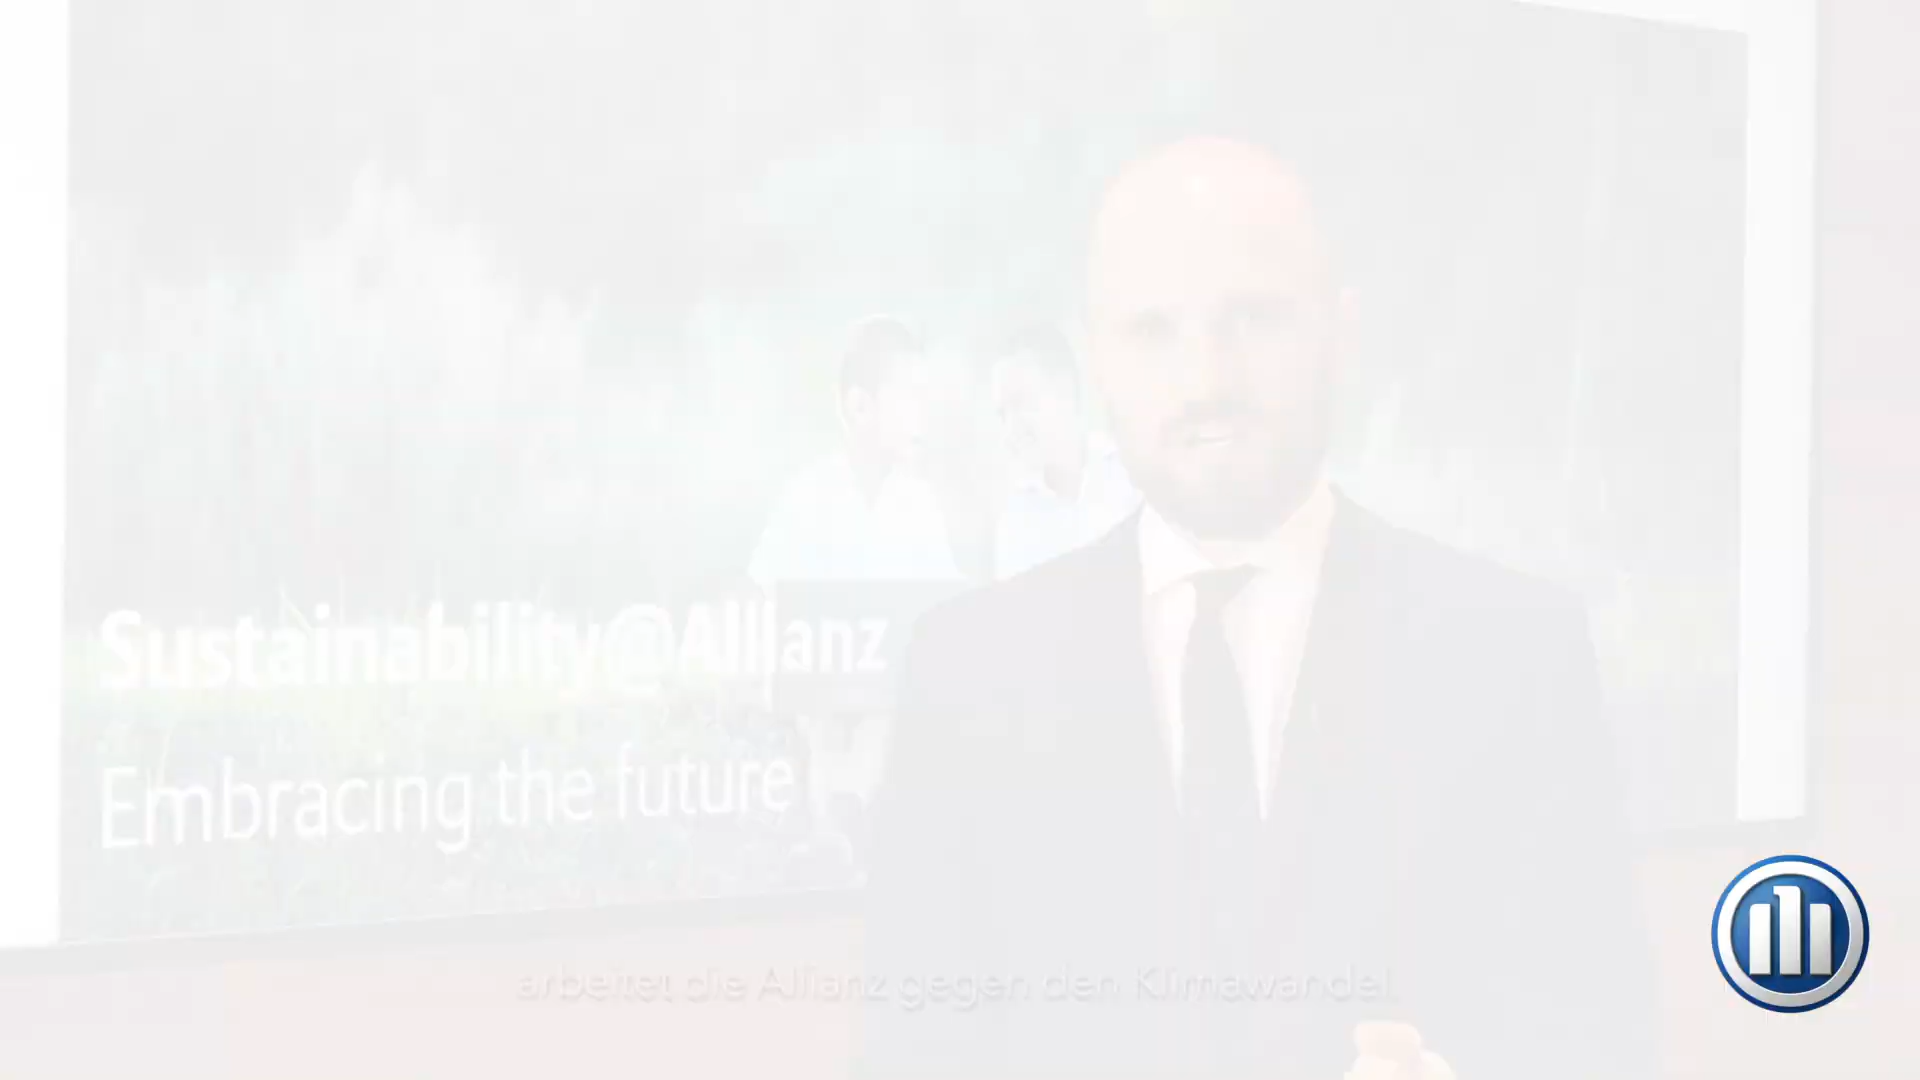 Sustainability@Allianz
Embracing the future
arbeitet die Allianz gegen den Klimawandel